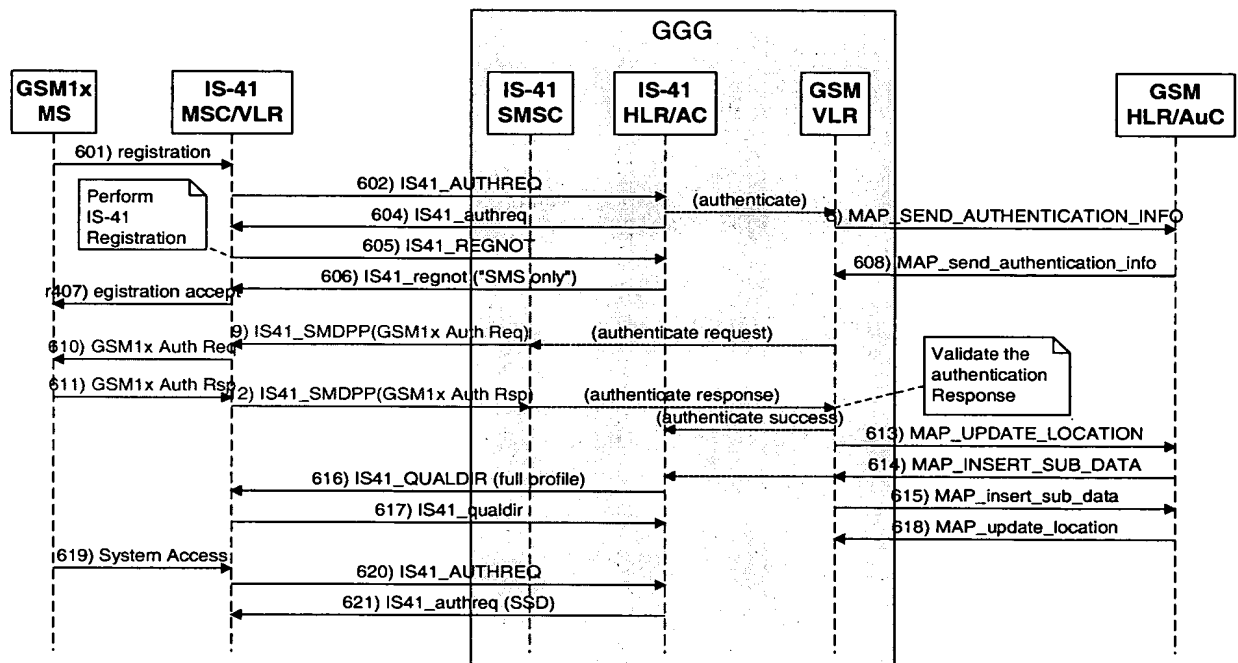 GGG
GSM1x
MS
IS-41
MSC/VLR
IS-41
SMSC
IS-41
HLR/AC
GSM
VLR
GSM
HLR/AuC
601) registration
602) IS41_AUTHREQ
Perform
IS-41
Registration
(authenticate)
604) IS41_authreq
) MAP_SEND_AUTHENTICATION_INFO
605) IS41_REGNOT
606) IS41_regnot ("SMS only")
608) MAP_send_authentication_info
r407) egistration accept
9) IS41_SMDPP(GSM1x Auth Req)
(authenticate request)
610) GSM1x Auth Req
Validate the
authentication
Response
611) GSM1x Auth Rsp
2) IS41_SMDPP(GSM1x Auth Rsp)
(authenticate response)
(authenticate success)
613) MAP_UPDATE_LOCATION
614) MAP_INSERT_SUB_DATA
616) IS41_QUALDIR (full profile)
615) MAP_insert_sub_data
617) IS41_qualdir
618) MAP_update_location
619) System Access
620) IS41_AUTHREQ
621) IS41_authreq (SSD)